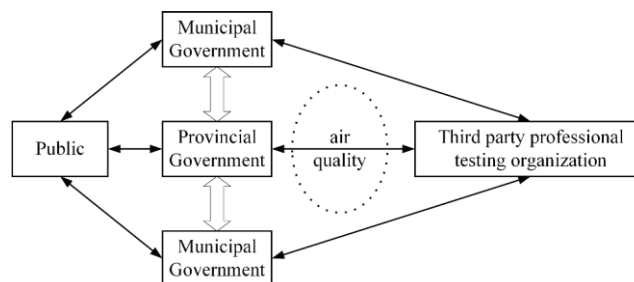 Municipal
Government
Public
Provincial
Government
air
quality
Third party professional
testing organization
Municipal
Government